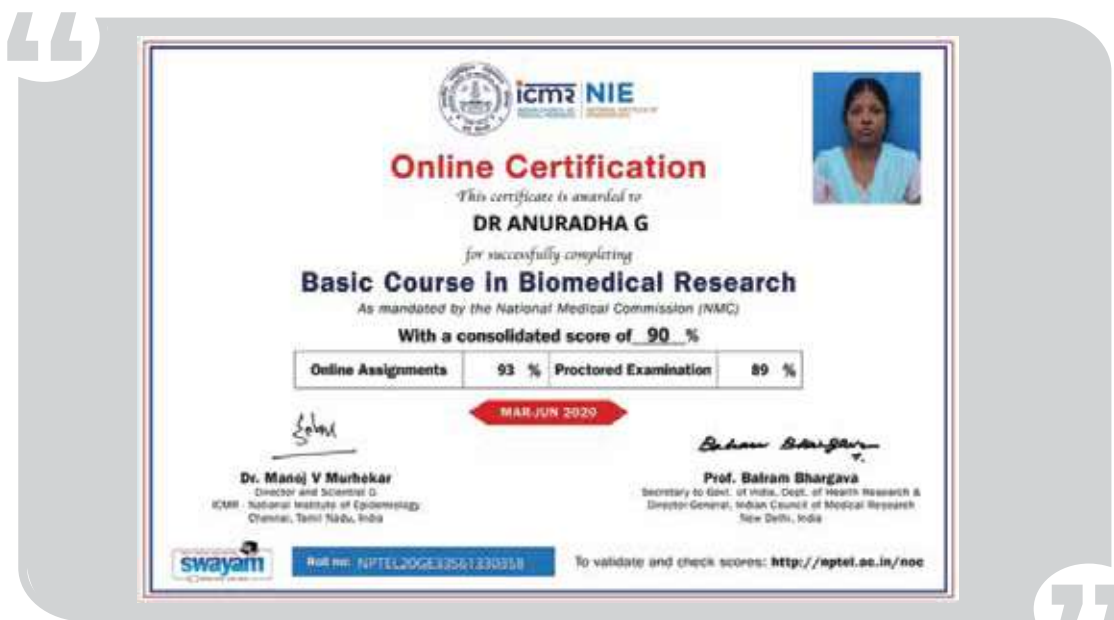 icmr NIE
Online Certification
This certificate is awarded to
DR ANURADHA G
for successfully completing
Basic Course in Biomedical Research
As mandated by the National Medical Commission (NMC)
With a consolidated score of 90 %
Online Assignments 93 % Proctored Examination 89 %
MAR-JUN 2020
Dr. Manoj V Murhekar
Director and Scientist G
ICMR - National Institute of Epidemiology
Chennai, Tamil Nadu, India
Prof. Balram Bhargava
Secretary to Govt. of India, Dept. of Health Research &
Director-General, Indian Council of Medical Research
New Delhi, India
swayam
Roll no:
To validate and check scores: http://nptel.ac.in/noc